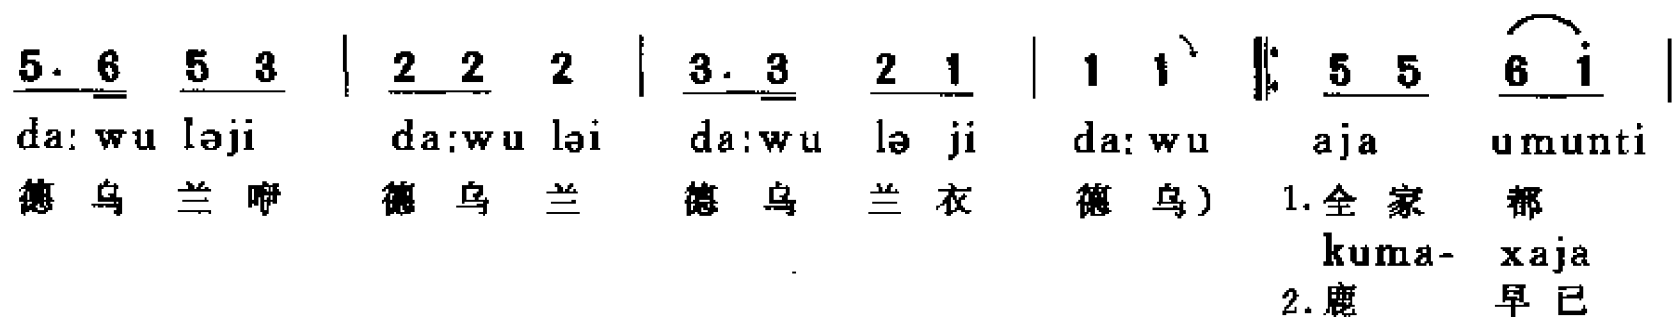 5. 6 5 3 | 2 2 2 | 3. 3 2 1 | 1 1 ‖: 5 5 6 i |
da: wu ləji da:wu ləi da:wu lə ji da: wu aja umunti
德 乌 兰 咿 德 乌 兰 德 乌 兰 衣 德 乌) 1. 全 家 都
kuma- xaja
2. 鹿 早 已